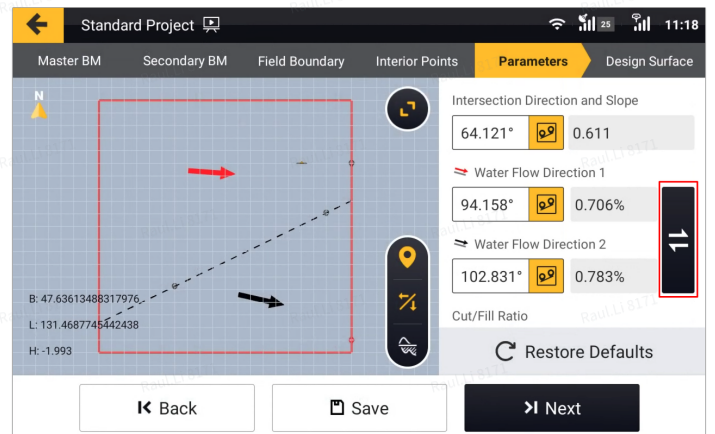 Standard Project 25 11:18
Master BM Secondary BM Field Boundary Interior Points Parameters Design Surface
N
Intersection Direction and Slope
64.121° 0.611
Water Flow Direction 1
94.158° 0.706%
Water Flow Direction 2
102.831° 0.783%
Cut/Fill Ratio
Restore Defaults
B: 47.63613488317976
L: 131.4687745442438
H: -1.993
Back Save Next
RaulLi8171